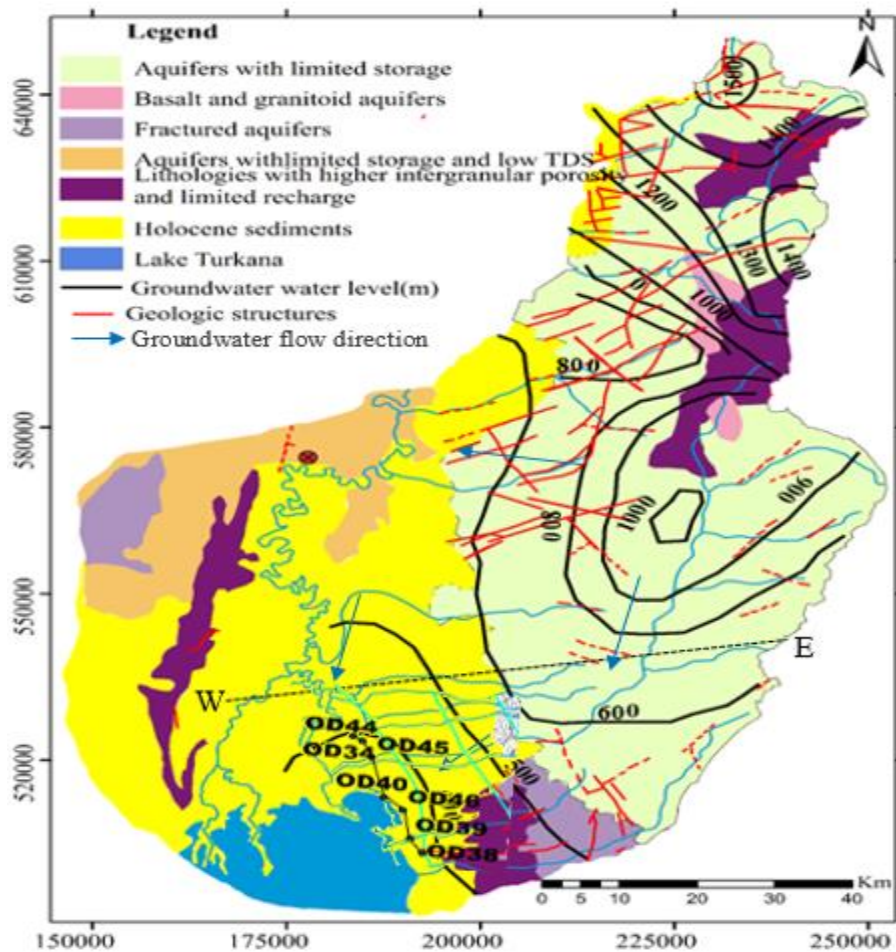 N
Legend
Aquifers with limited storage
Basalt and granitoid aquifers
Fractured aquifers
Aquifers withlimited storage and low TDS
Lithologies with higher intergranular porosity
and limited recharge
Holocene sediments
Lake Turkana
Groundwater water level(m)
Geologic structures
Groundwater flow direction
640000
610000
580000
550000
520000
1500
1400
1200
1300
1400
1000
800
1000
900
800
600
500
W
E
OD44
OD34
OD45
OD40
OD39
OD38
Km
0 5 10 20 30 40
150000 175000 200000 225000 250000